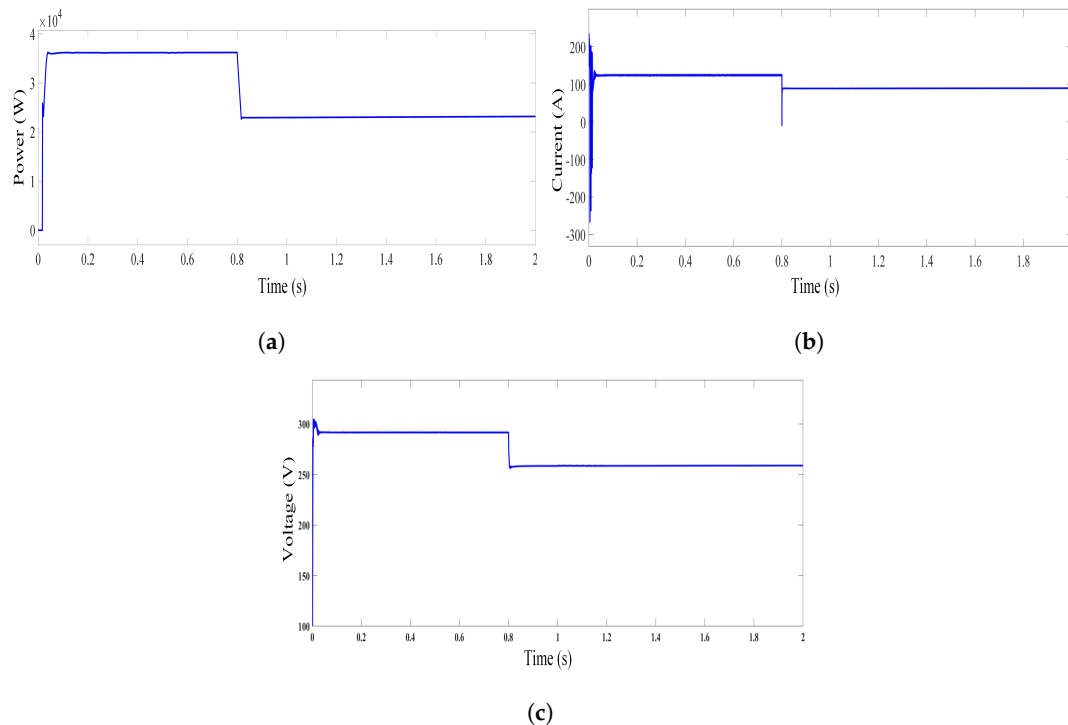 ×10⁴
4
3
2
1
0
Power (W)
0 0.2 0.4 0.6 0.8 1 1.2 1.4 1.6 1.8 2
Time (s)
(a)
200
100
0
-100
-200
-300
Current (A)
0 0.2 0.4 0.6 0.8 1 1.2 1.4 1.6 1.8
Time (s)
(b)
300
250
200
150
100
Voltage (V)
0 0.2 0.4 0.6 0.8 1 1.2 1.4 1.6 1.8 2
Time (s)
(c)